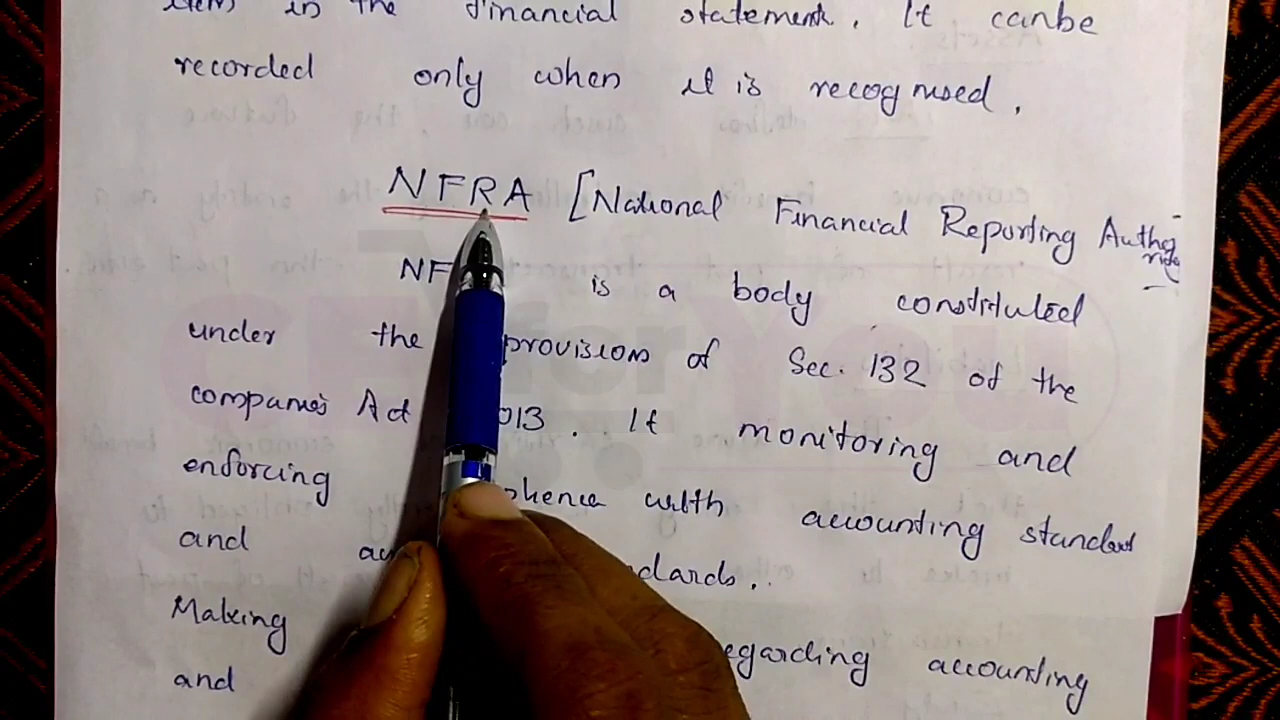 in the financial statement. It canbe
recorded only when it is recognised.
NFRA [National Financial Reporting Autho
rity
NF is a body constituted
under the provision of Sec. 132 of the
companies Act 013. It monitoring and
enforcing with accounting standard
and
Making regarding accounting
and